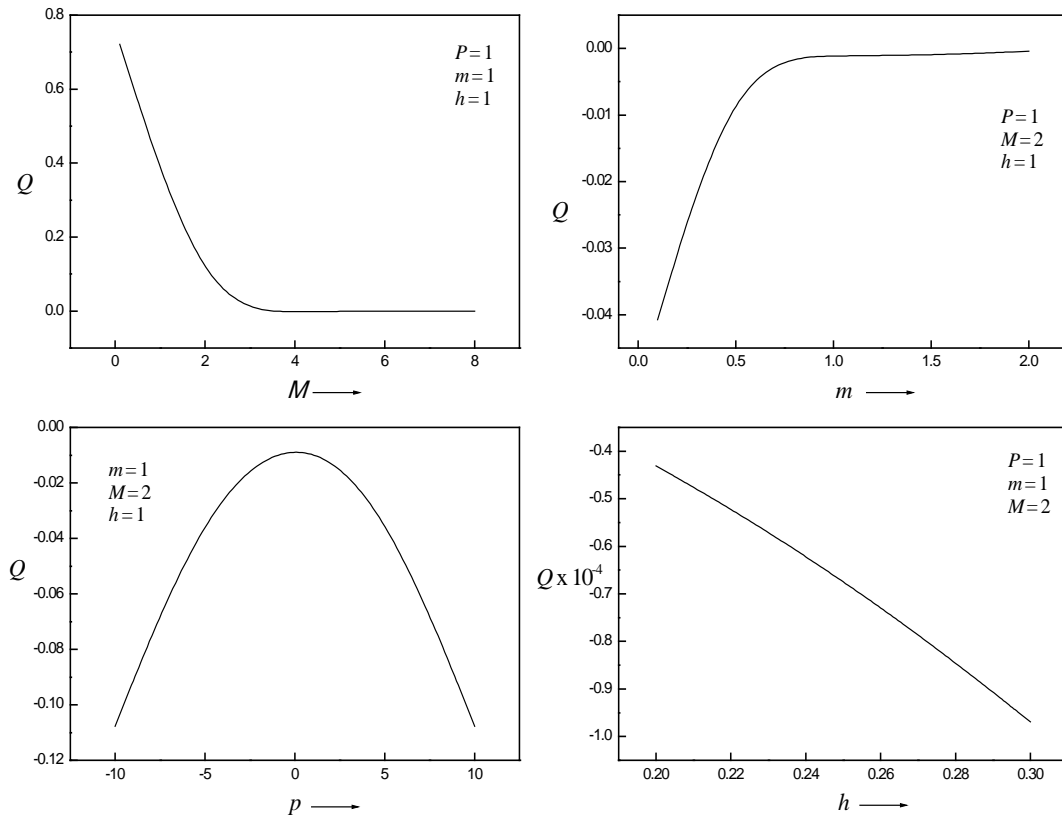 0.8
0.6
0.4
0.2
0.0
Q
P=1
m=1
h=1
0 2 4 6 8
M
0.00
-0.01
-0.02
-0.03
-0.04
Q
P=1
M=2
h=1
0.0 0.5 1.0 1.5 2.0
m
0.00
-0.02
-0.04
-0.06
-0.08
-0.10
-0.12
Q
m=1
M=2
h=1
-10 -5 0 5 10
p
-0.4
-0.5
-0.6
-0.7
-0.8
-0.9
-1.0
Q x 10⁻⁴
P=1
m=1
M=2
0.20 0.22 0.24 0.26 0.28 0.30
h